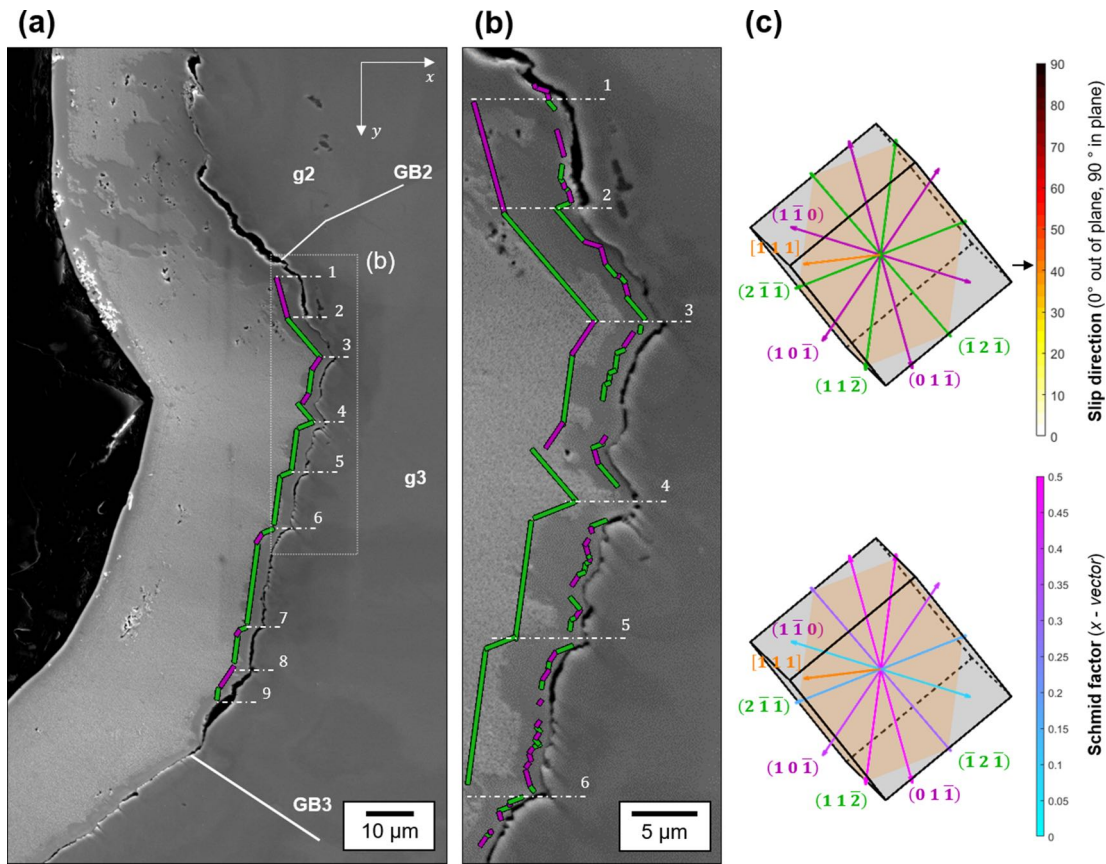 (a)
x
y
g2
GB2
(b)
1
2
3
4
5
g3
6
7
8
9
GB3
10 µm
(b)
1
2
3
4
5
6
5 µm
(c)
(1 1̄ 0)
[1 1 1]
(2 1̄ 1̄)
(1 0 1̄)
(1 1 2̄)
(0 1 1̄)
(1̄ 2 1̄)
90
80
70
60
50
40
30
20
10
0
Slip direction (0° out of plane, 90 ° in plane)
(1 1̄ 0)
[1 1 1]
(2 1̄ 1̄)
(1 0 1̄)
(1 1 2̄)
(0 1 1̄)
(1̄ 2 1̄)
0.5
0.45
0.4
0.35
0.3
0.25
0.2
0.15
0.1
0.05
0
Schmid factor (x - vector)